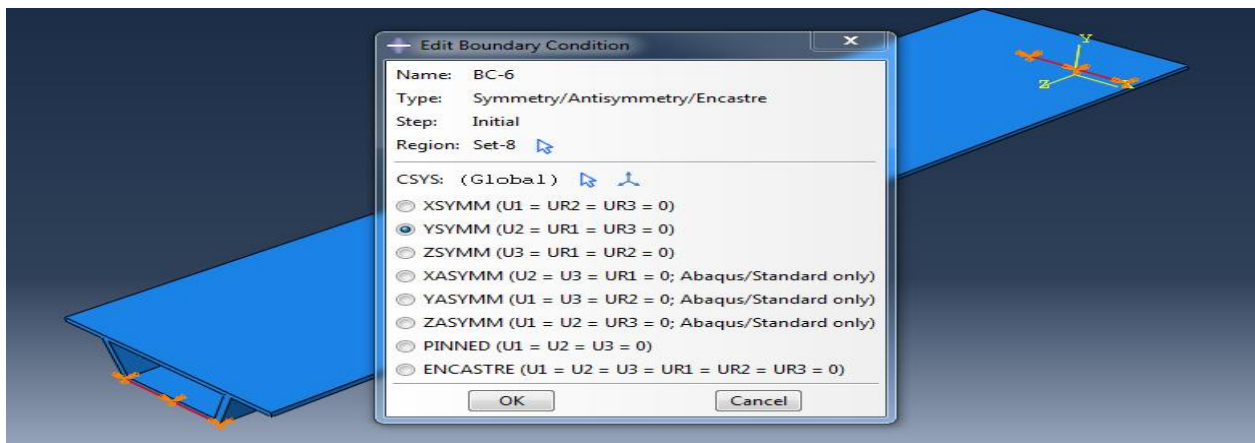 Edit Boundary Condition
x
Name: BC-6
Type: Symmetry/Antisymmetry/Encastre
Step: Initial
Region: Set-8
CSYS: (Global)
XSYMM (U1 = UR2 = UR3 = 0)
YSYMM (U2 = UR1 = UR3 = 0)
ZSYMM (U3 = UR1 = UR2 = 0)
XASYMM (U2 = U3 = UR1 = 0; Abaqus/Standard only)
YASYMM (U1 = U3 = UR2 = 0; Abaqus/Standard only)
ZASYMM (U1 = U2 = UR3 = 0; Abaqus/Standard only)
PINNED (U1 = U2 = U3 = 0)
ENCASTRE (U1 = U2 = U3 = UR1 = UR2 = UR3 = 0)
OK Cancel
Y
Z X